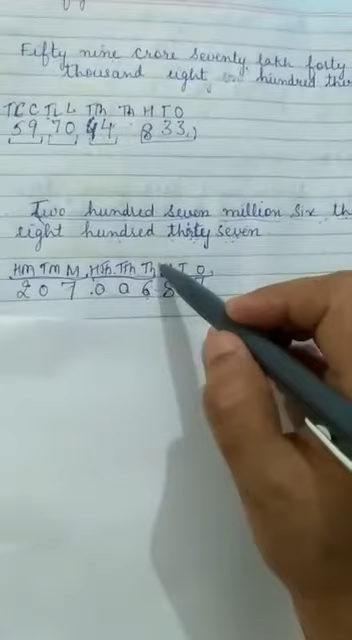 Fifty nine crore seventy lakh forty
thousand eight hundred
TC C TL L TTh Th H T O
59 70 44 833
Two hundred seven million six
eight hundred thirty seven
HM TM M HTh TTh Th H T O
2 0 7 0 0 6 8